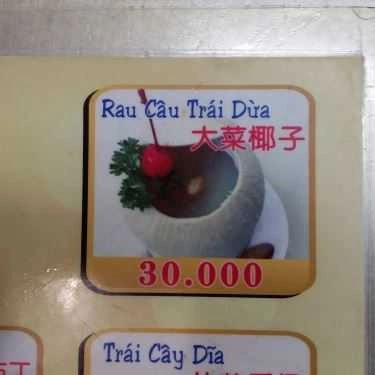 Rau Câu Trái Dừa
大菜椰子
30.000
Trái Cây Dĩa